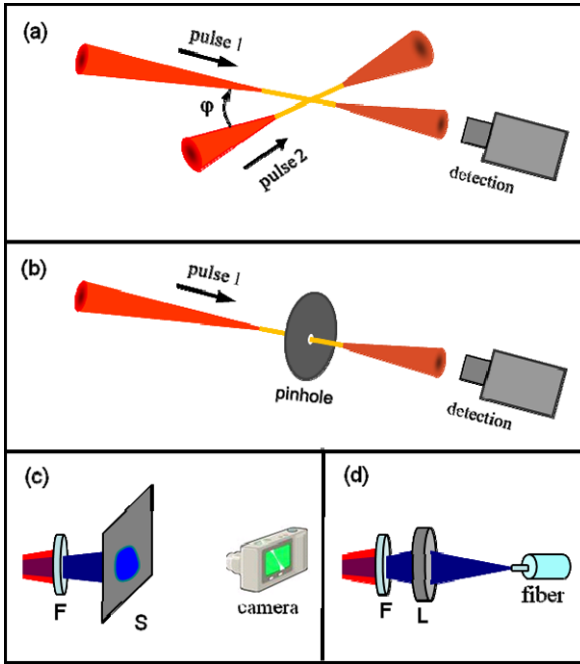 (a)
pulse 1
φ
pulse 2
detection
(b)
pulse 1
pinhole
detection
(c)
F
S
camera
(d)
F
L
fiber